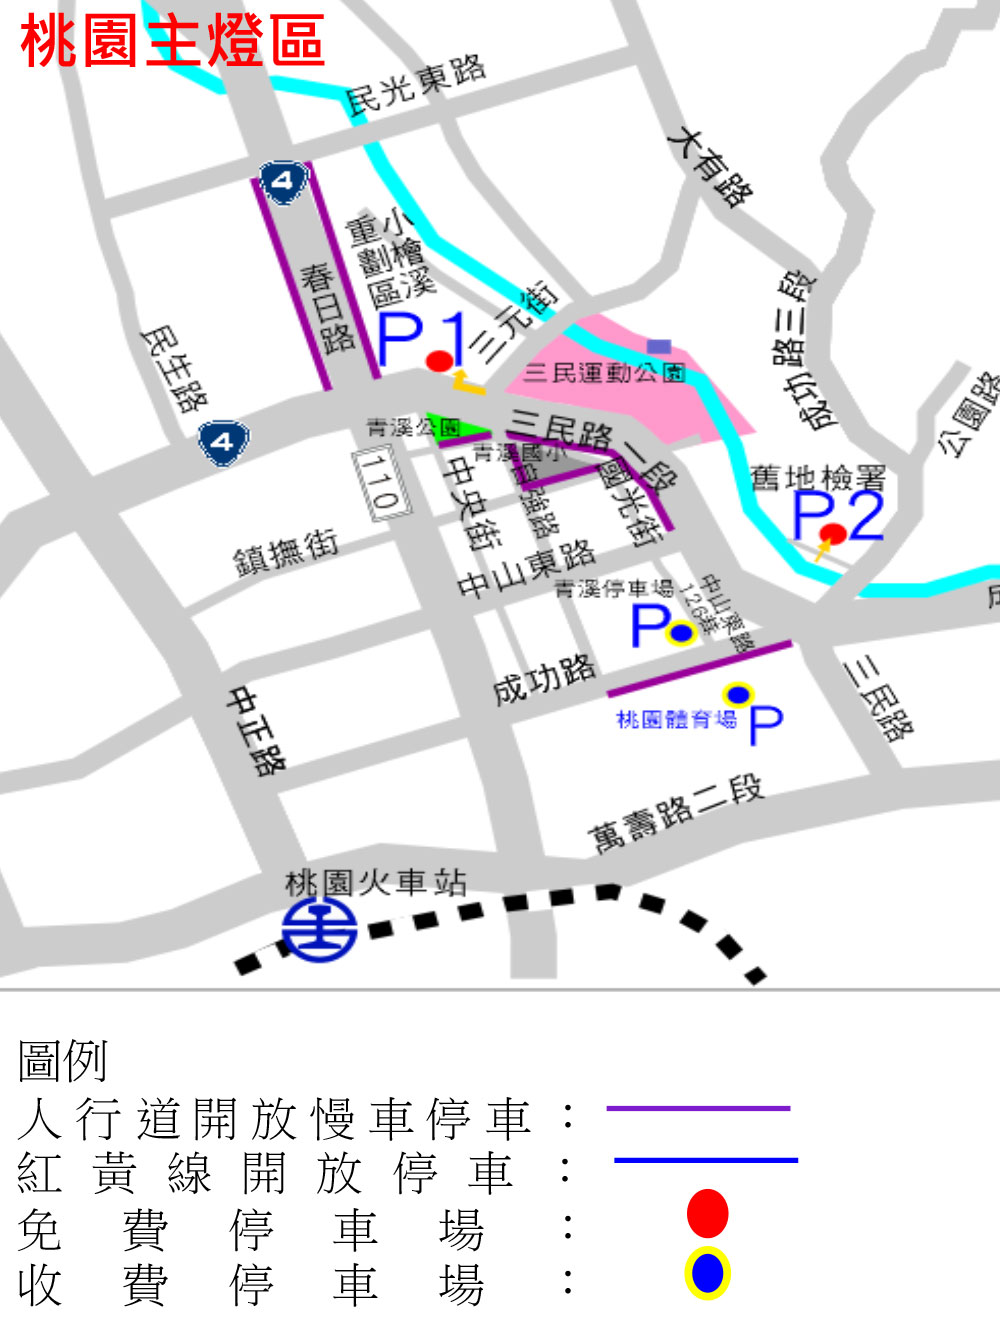 桃園主燈區
民光東路
大有路
4
重小
劃檜
區溪
春日路
三元街
成功路三段
P1
民生路
三民運動公園
公園路
4
青溪公園
三民路一段
青溪國小
110
中央街
自強路
國光街
舊地檢署
P2
鎮撫街
中山東路
青溪停車場
中山東路
126巷
P
成
成功路
三民路
中正路
桃園體育場
P
萬壽路二段
桃園火車站
圖例
人行道開放慢車停車：
紅黃線開放停車：
免費停車場：
收費停車場：